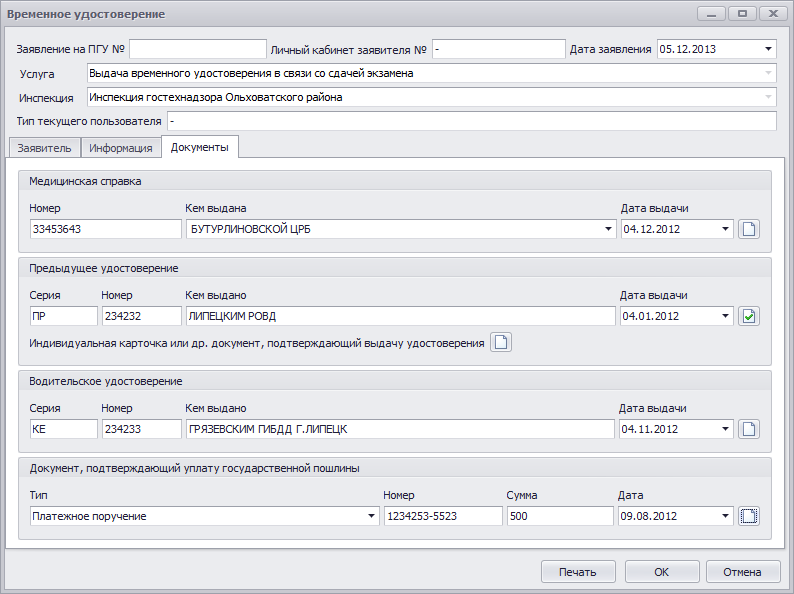 Временное удостоверение
Заявление на ПГУ № Личный кабинет заявителя № - Дата заявления 05.12.2013
Услуга Выдача временного удостоверения в связи со сдачей экзамена
Инспекция Инспекция гостехнадзора Ольховатского района
Тип текущего пользователя -
Заявитель Информация Документы
Медицинская справка
Номер Кем выдана Дата выдачи
33453643 БУТУРЛИНОВСКОЙ ЦРБ 04.12.2012
Предыдущее удостоверение
Серия Номер Кем выдано Дата выдачи
ПР 234232 ЛИПЕЦКИМ РОВД 04.01.2012
Индивидуальная карточка или др. документ, подтверждающий выдачу удостоверения
Водительское удостоверение
Серия Номер Кем выдано Дата выдачи
КЕ 234233 ГРЯЗЕВСКИМ ГИБДД Г.ЛИПЕЦК 04.11.2012
Документ, подтверждающий уплату государственной пошлины
Тип Номер Сумма Дата
Платежное поручение 1234253-5523 500 09.08.2012
Печать ОК Отмена